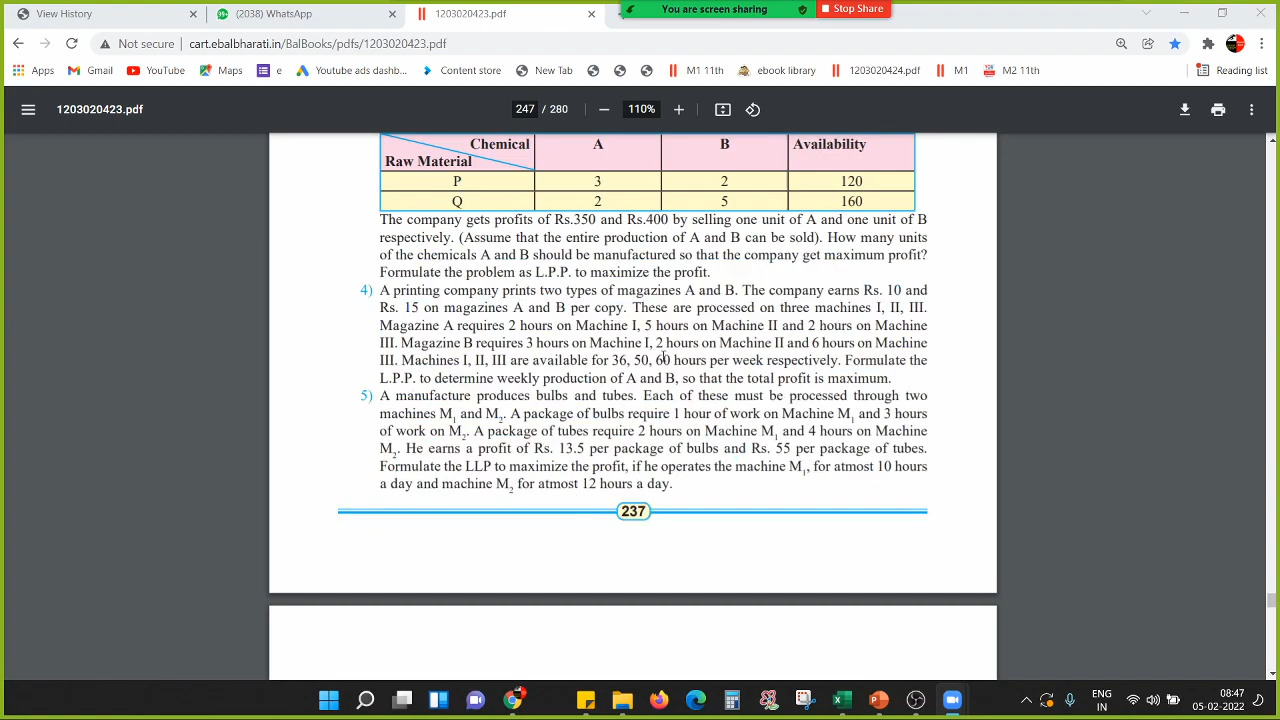 View History
(2038) WhatsApp
1203020423.pdf
You are screen sharing
Stop Share
Not secure
cart.ebalbharati.in/BalBooks/pdfs/1203020423.pdf
Apps
Gmail
YouTube
Maps
e
Youtube ads dashb...
Content store
New Tab
M1 11th
ebook library
1203020424.pdf
M1
M2 11th
Reading list
1203020423.pdf
247 / 280
110%
Chemical A B Availability
Raw Material
P 3 2 120
Q 2 5 160
The company gets profits of Rs.350 and Rs.400 by selling one unit of A and one unit of B
respectively. (Assume that the entire production of A and B can be sold). How many units
of the chemicals A and B should be manufactured so that the company get maximum profit?
Formulate the problem as L.P.P. to maximize the profit.
4) A printing company prints two types of magazines A and B. The company earns Rs. 10 and
Rs. 15 on magazines A and B per copy. These are processed on three machines I, II, III.
Magazine A requires 2 hours on Machine I, 5 hours on Machine II and 2 hours on Machine
III. Magazine B requires 3 hours on Machine I, 2 hours on Machine II and 6 hours on Machine
III. Machines I, II, III are available for 36, 50, 60 hours per week respectively. Formulate the
L.P.P. to determine weekly production of A and B, so that the total profit is maximum.
5) A manufacture produces bulbs and tubes. Each of these must be processed through two
machines M₁ and M₂. A package of bulbs require 1 hour of work on Machine M₁ and 3 hours
of work on M₂. A package of tubes require 2 hours on Machine M₁ and 4 hours on Machine
M₂. He earns a profit of Rs. 13.5 per package of bulbs and Rs. 55 per package of tubes.
Formulate the LLP to maximize the profit, if he operates the machine M₁, for atmost 10 hours
a day and machine M₂ for atmost 12 hours a day.
237
ENG
IN
08:47
05-02-2022